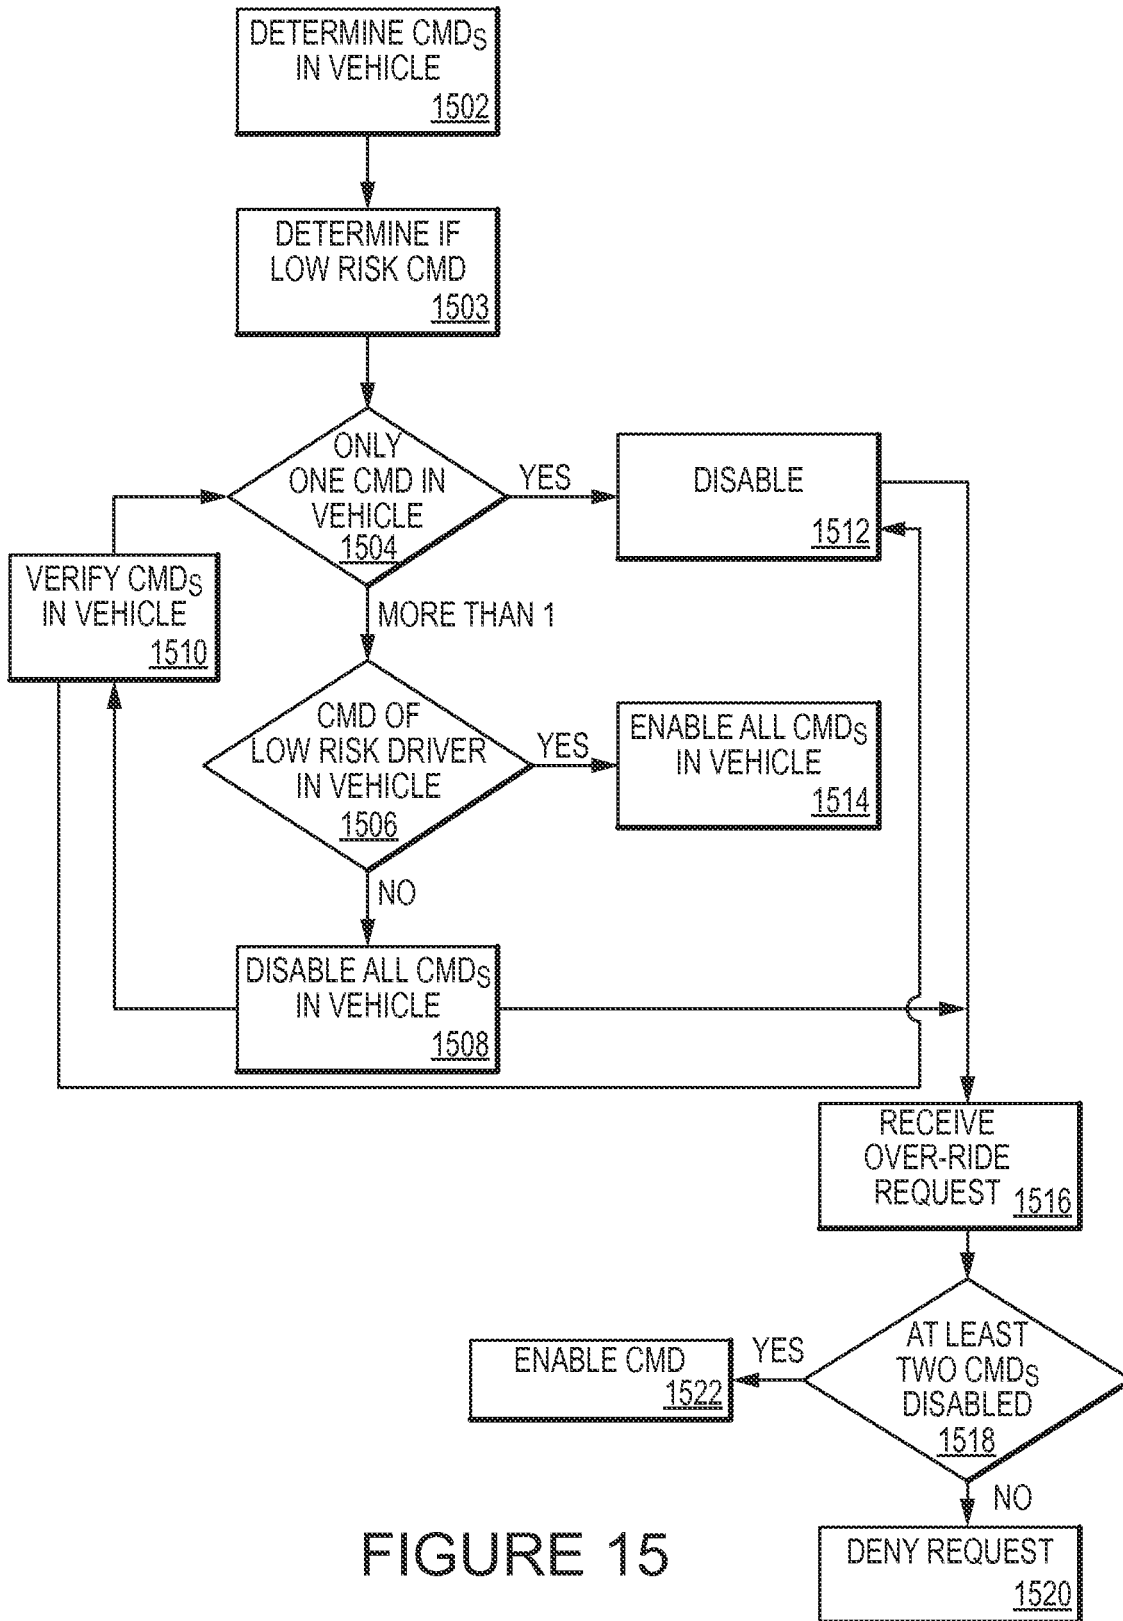 DETERMINE CMDS
IN VEHICLE
1502
DETERMINE IF
LOW RISK CMD
1503
ONLY
ONE CMD IN
VEHICLE
1504
YES
DISABLE
1512
VERIFY CMDS
IN VEHICLE
1510
MORE THAN 1
CMD OF
LOW RISK DRIVER
IN VEHICLE
1506
YES
ENABLE ALL CMDS
IN VEHICLE
1514
NO
DISABLE ALL CMDS
IN VEHICLE
1508
RECEIVE
OVER-RIDE
REQUEST
1516
AT LEAST
TWO CMDS
DISABLED
1518
YES
ENABLE CMD
1522
NO
DENY REQUEST
1520
FIGURE 15